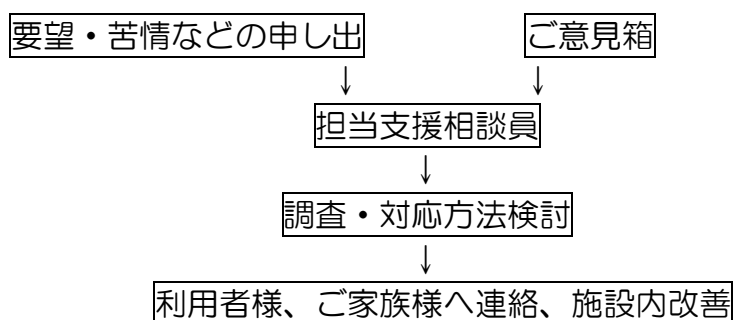 要望・苦情などの申し出 ご意見箱
↓ ↓
担当支援相談員
↓
調査・対応方法検討
↓
利用者様、ご家族様へ連絡、施設内改善